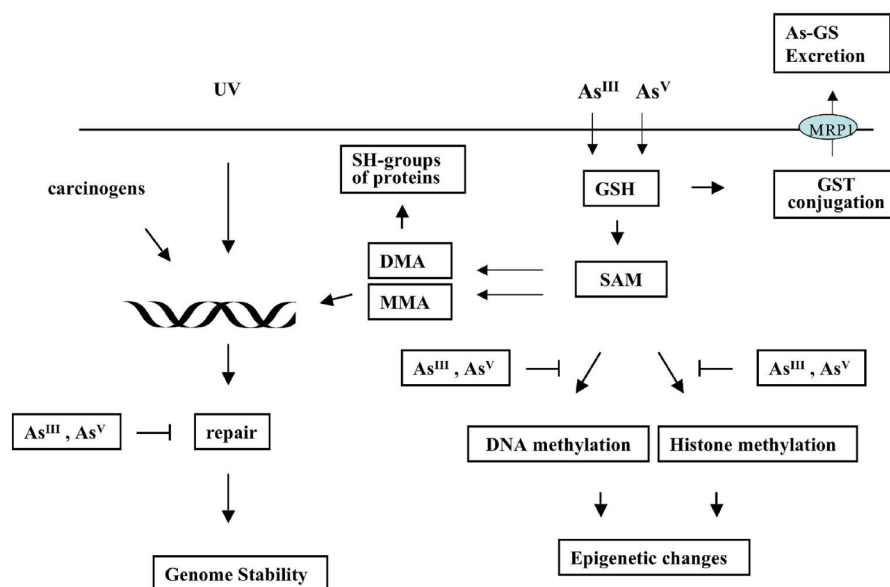 As-GS
Excretion
UV
As^III
As^V
MRP1
SH-groups
of proteins
carcinogens
GSH
GST
conjugation
DMA
SAM
MMA
As^III , As^V
As^III , As^V
As^III , As^V
repair
DNA methylation
Histone methylation
Epigenetic changes
Genome Stability